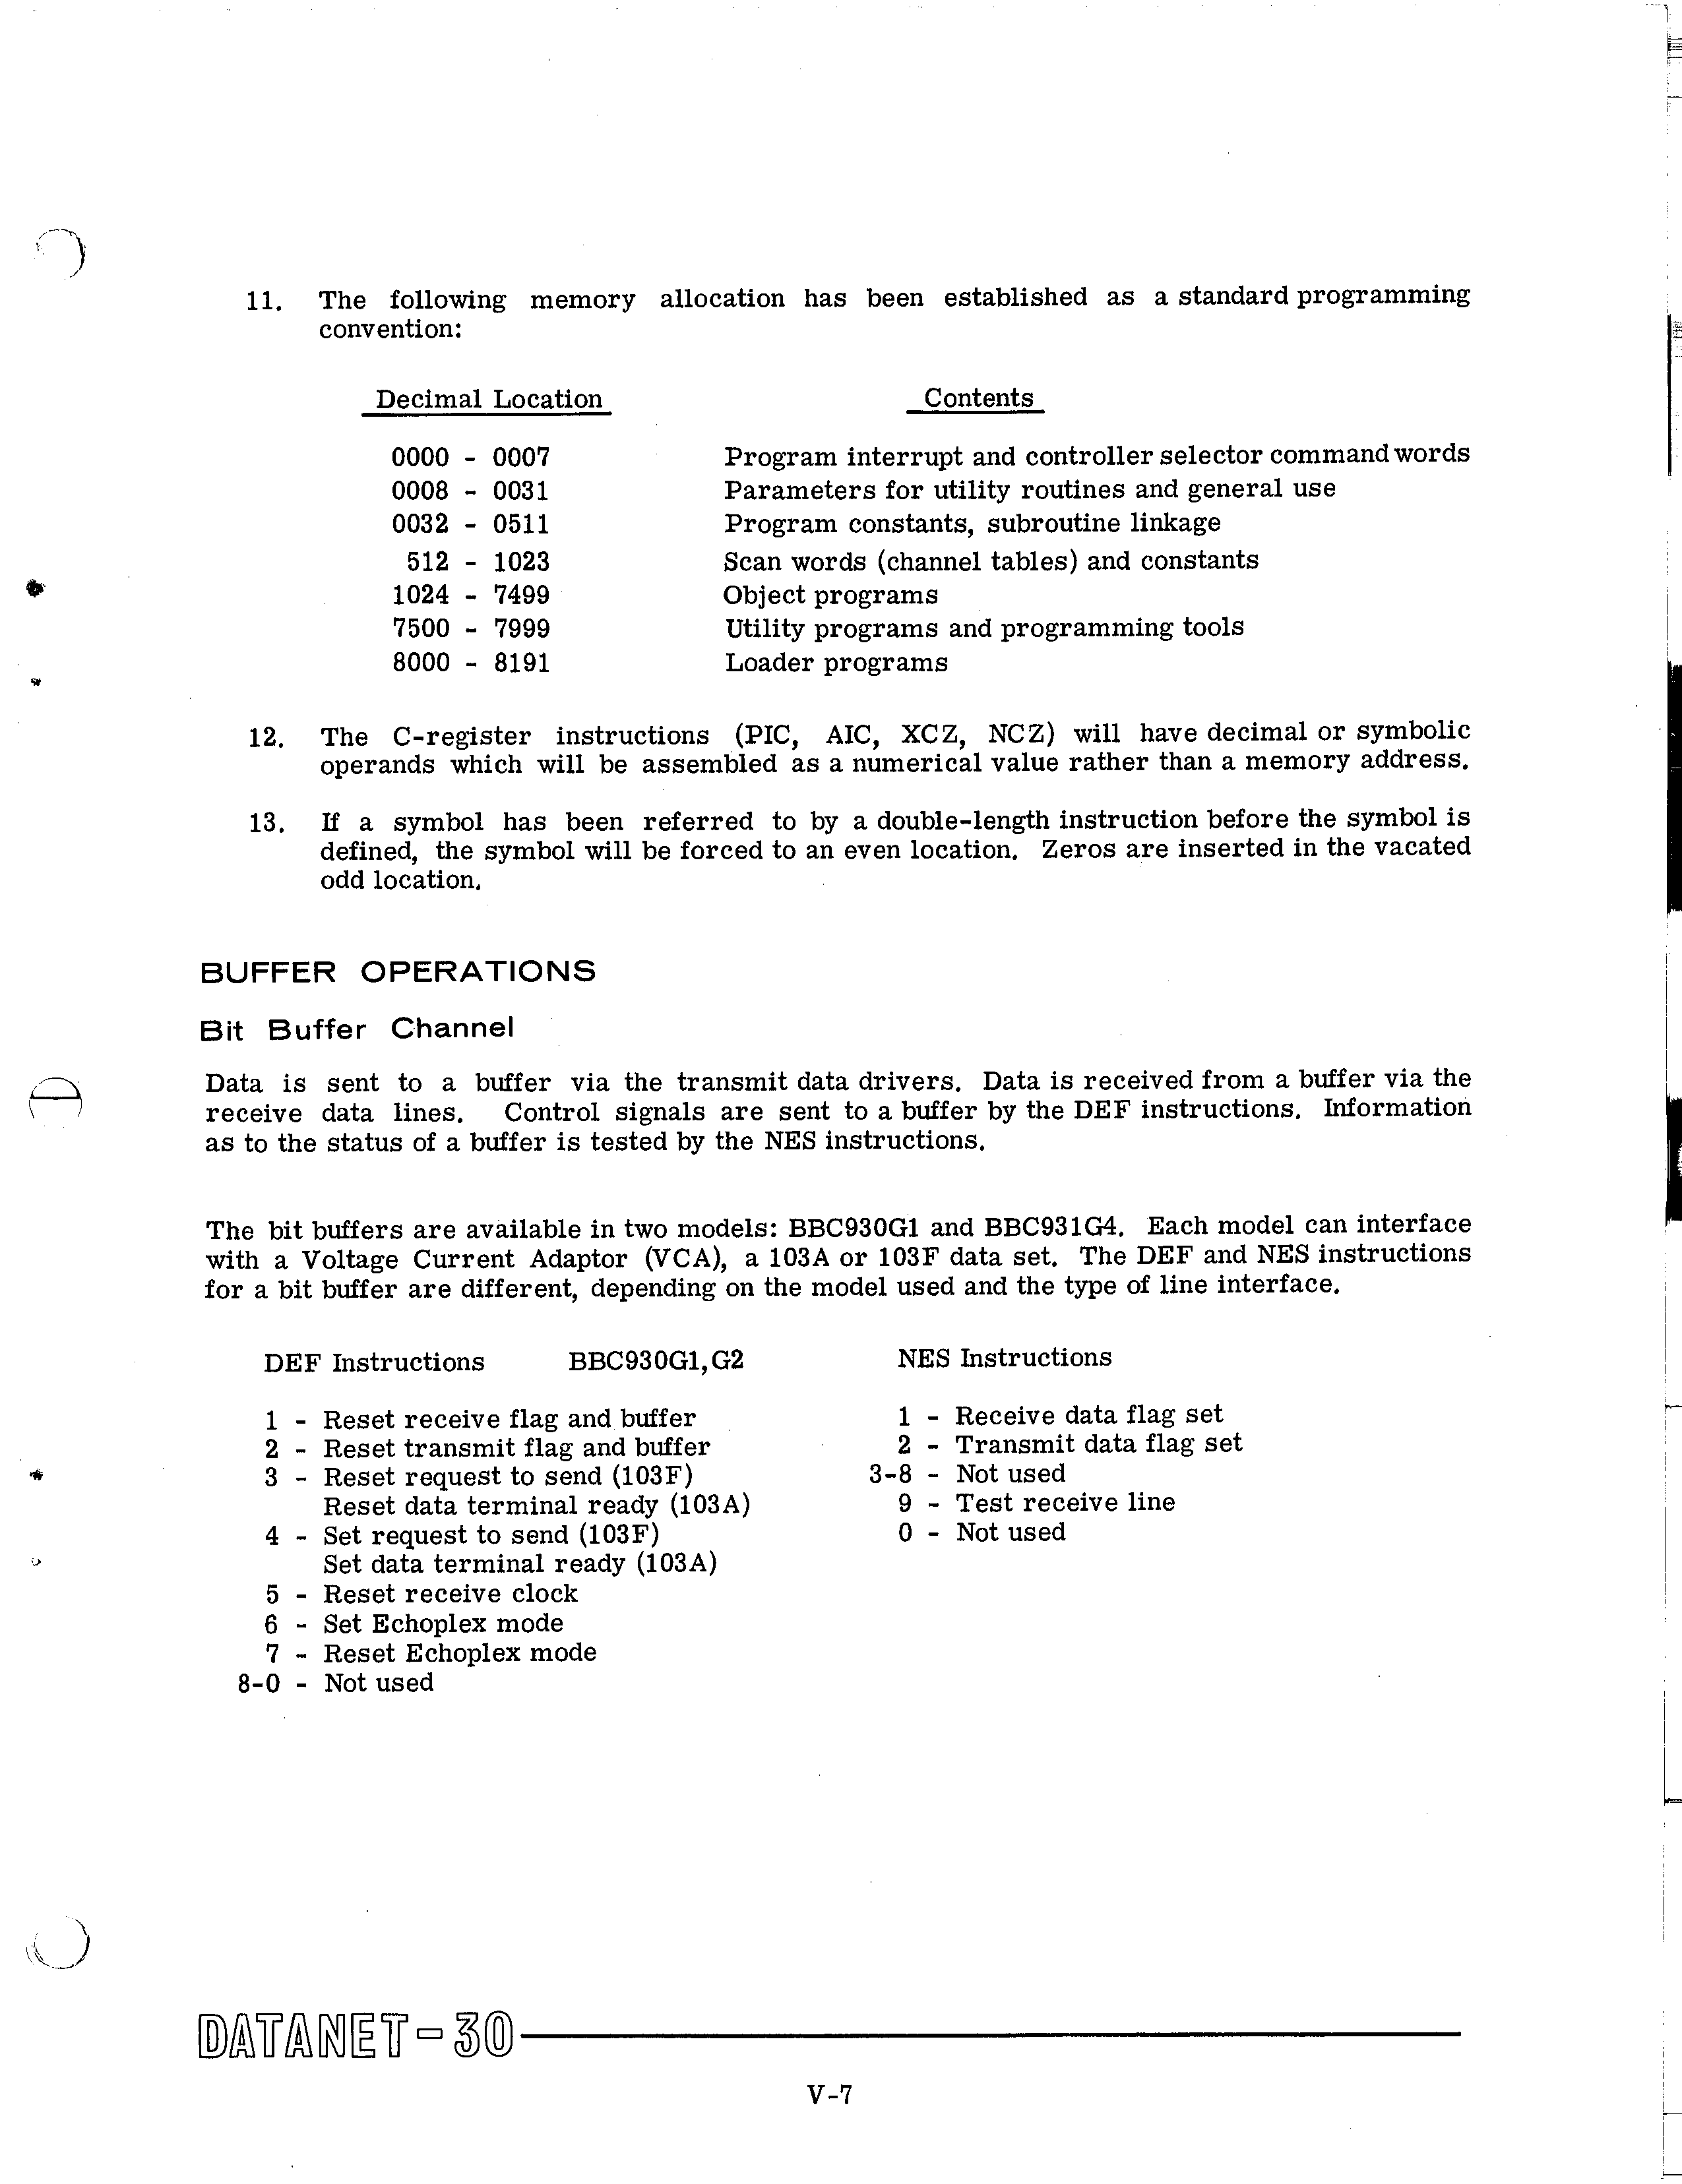 11. The following memory allocation has been established as a standard programming
convention:
Decimal Location Contents
0000 - 0007 Program interrupt and controller selector command words
0008 - 0031 Parameters for utility routines and general use
0032 - 0511 Program constants, subroutine linkage
512 - 1023 Scan words (channel tables) and constants
1024 - 7499 Object programs
7500 - 7999 Utility programs and programming tools
8000 - 8191 Loader programs
12. The C-register instructions (PIC, AIC, XCZ, NCZ) will have decimal or symbolic
operands which will be assembled as a numerical value rather than a memory address.
13. If a symbol has been referred to by a double-length instruction before the symbol is
defined, the symbol will be forced to an even location. Zeros are inserted in the vacated
odd location.
BUFFER OPERATIONS
Bit Buffer Channel
Data is sent to a buffer via the transmit data drivers. Data is received from a buffer via the
receive data lines. Control signals are sent to a buffer by the DEF instructions. Information
as to the status of a buffer is tested by the NES instructions.
The bit buffers are available in two models: BBC930G1 and BBC931G4. Each model can interface
with a Voltage Current Adaptor (VCA), a 103A or 103F data set. The DEF and NES instructions
for a bit buffer are different, depending on the model used and the type of line interface.
DEF Instructions BBC930G1,G2 NES Instructions
1 - Reset receive flag and buffer 1 - Receive data flag set
2 - Reset transmit flag and buffer 2 - Transmit data flag set
3 - Reset request to send (103F) 3-8 - Not used
Reset data terminal ready (103A) 9 - Test receive line
4 - Set request to send (103F) 0 - Not used
Set data terminal ready (103A)
5 - Reset receive clock
6 - Set Echoplex mode
7 - Reset Echoplex mode
8-0 - Not used
DATANET-30
V-7